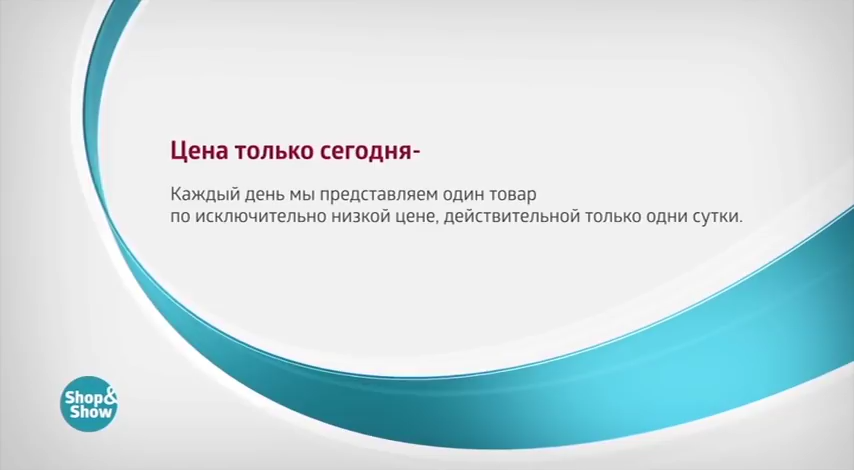 Цена только сегодня-
Каждый день мы представляем один товар
по исключительно низкой цене, действительной только одни сутки.
Shop&
Show